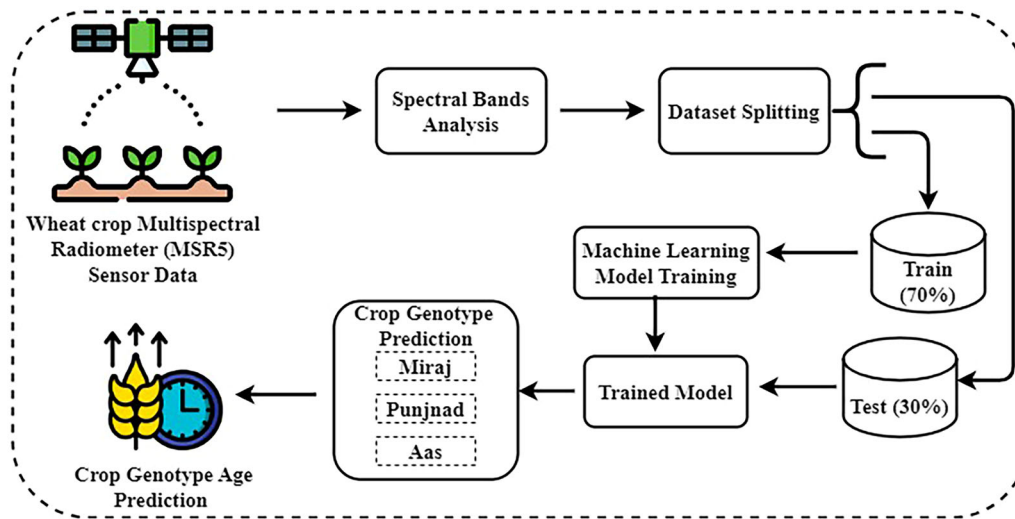 Wheat crop Multispectral
Radiometer (MSR5)
Sensor Data
Spectral Bands
Analysis
Dataset Splitting
Train
(70%)
Machine Learning
Model Training
Test (30%)
Trained Model
Crop Genotype
Prediction
Miraj
Punjnad
Aas
Crop Genotype Age
Prediction